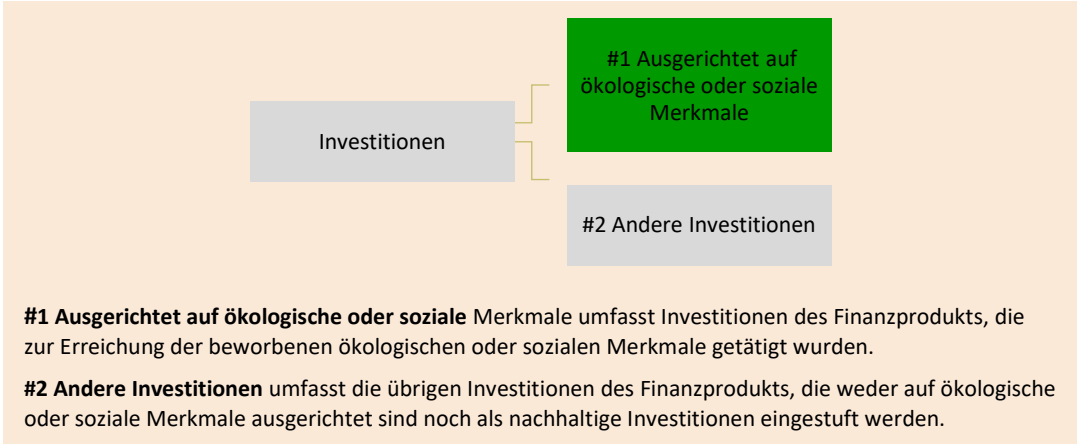 #1 Ausgerichtet auf
ökologische oder soziale
Merkmale
Investitionen
#2 Andere Investitionen
#1 Ausgerichtet auf ökologische oder soziale Merkmale umfasst Investitionen des Finanzprodukts, die
zur Erreichung der beworbenen ökologischen oder sozialen Merkmale getätigt wurden.
#2 Andere Investitionen umfasst die übrigen Investitionen des Finanzprodukts, die weder auf ökologische
oder soziale Merkmale ausgerichtet sind noch als nachhaltige Investitionen eingestuft werden.